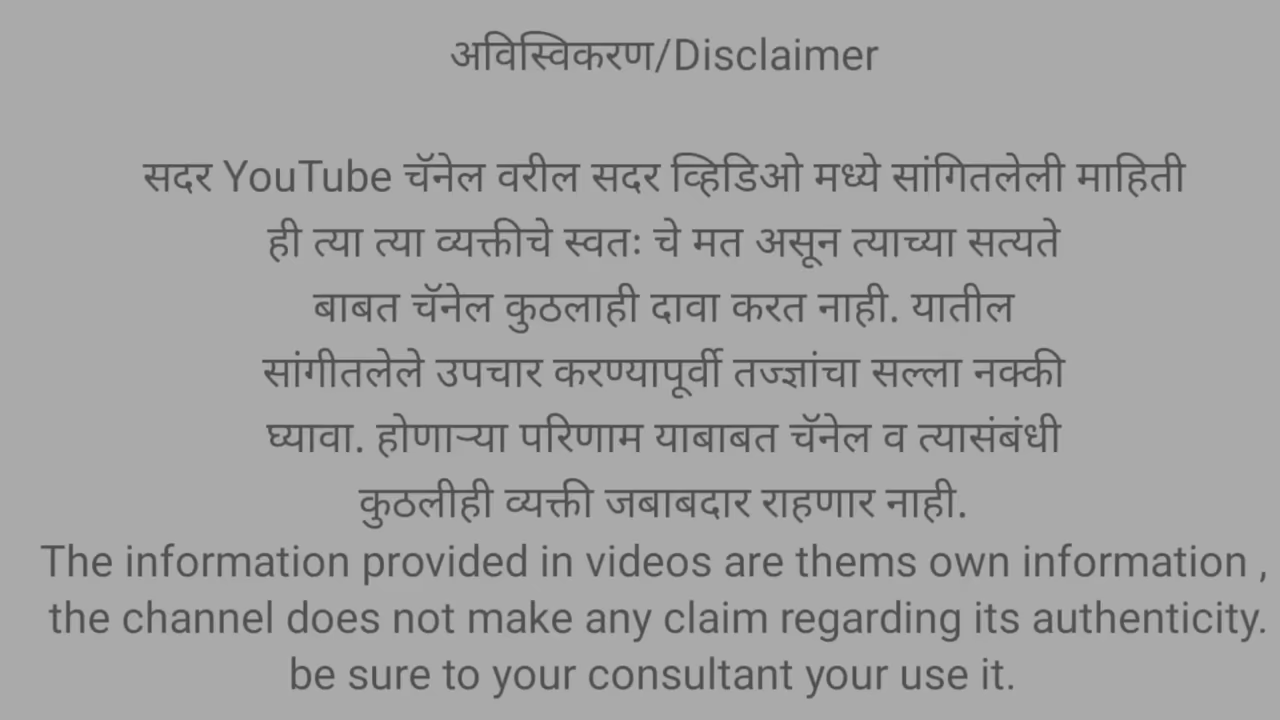 अविस्विकरण/Disclaimer
सदर YouTube चॅनेल वरील सदर व्हिडिओ मध्ये सांगितलेली माहिती
ही त्या त्या व्यक्तीचे स्वतः चे मत असून त्याच्या सत्यते
बाबत चॅनेल कुठलाही दावा करत नाही. यातील
सांगीतलेले उपचार करण्यापूर्वी तज्ज्ञांचा सल्ला नक्की
घ्यावा. होणाऱ्या परिणाम याबाबत चॅनेल व त्यासंबंधी
कुठलीही व्यक्ती जबाबदार राहणार नाही.
The information provided in videos are thems own information ,
the channel does not make any claim regarding its authenticity.
be sure to your consultant your use it.